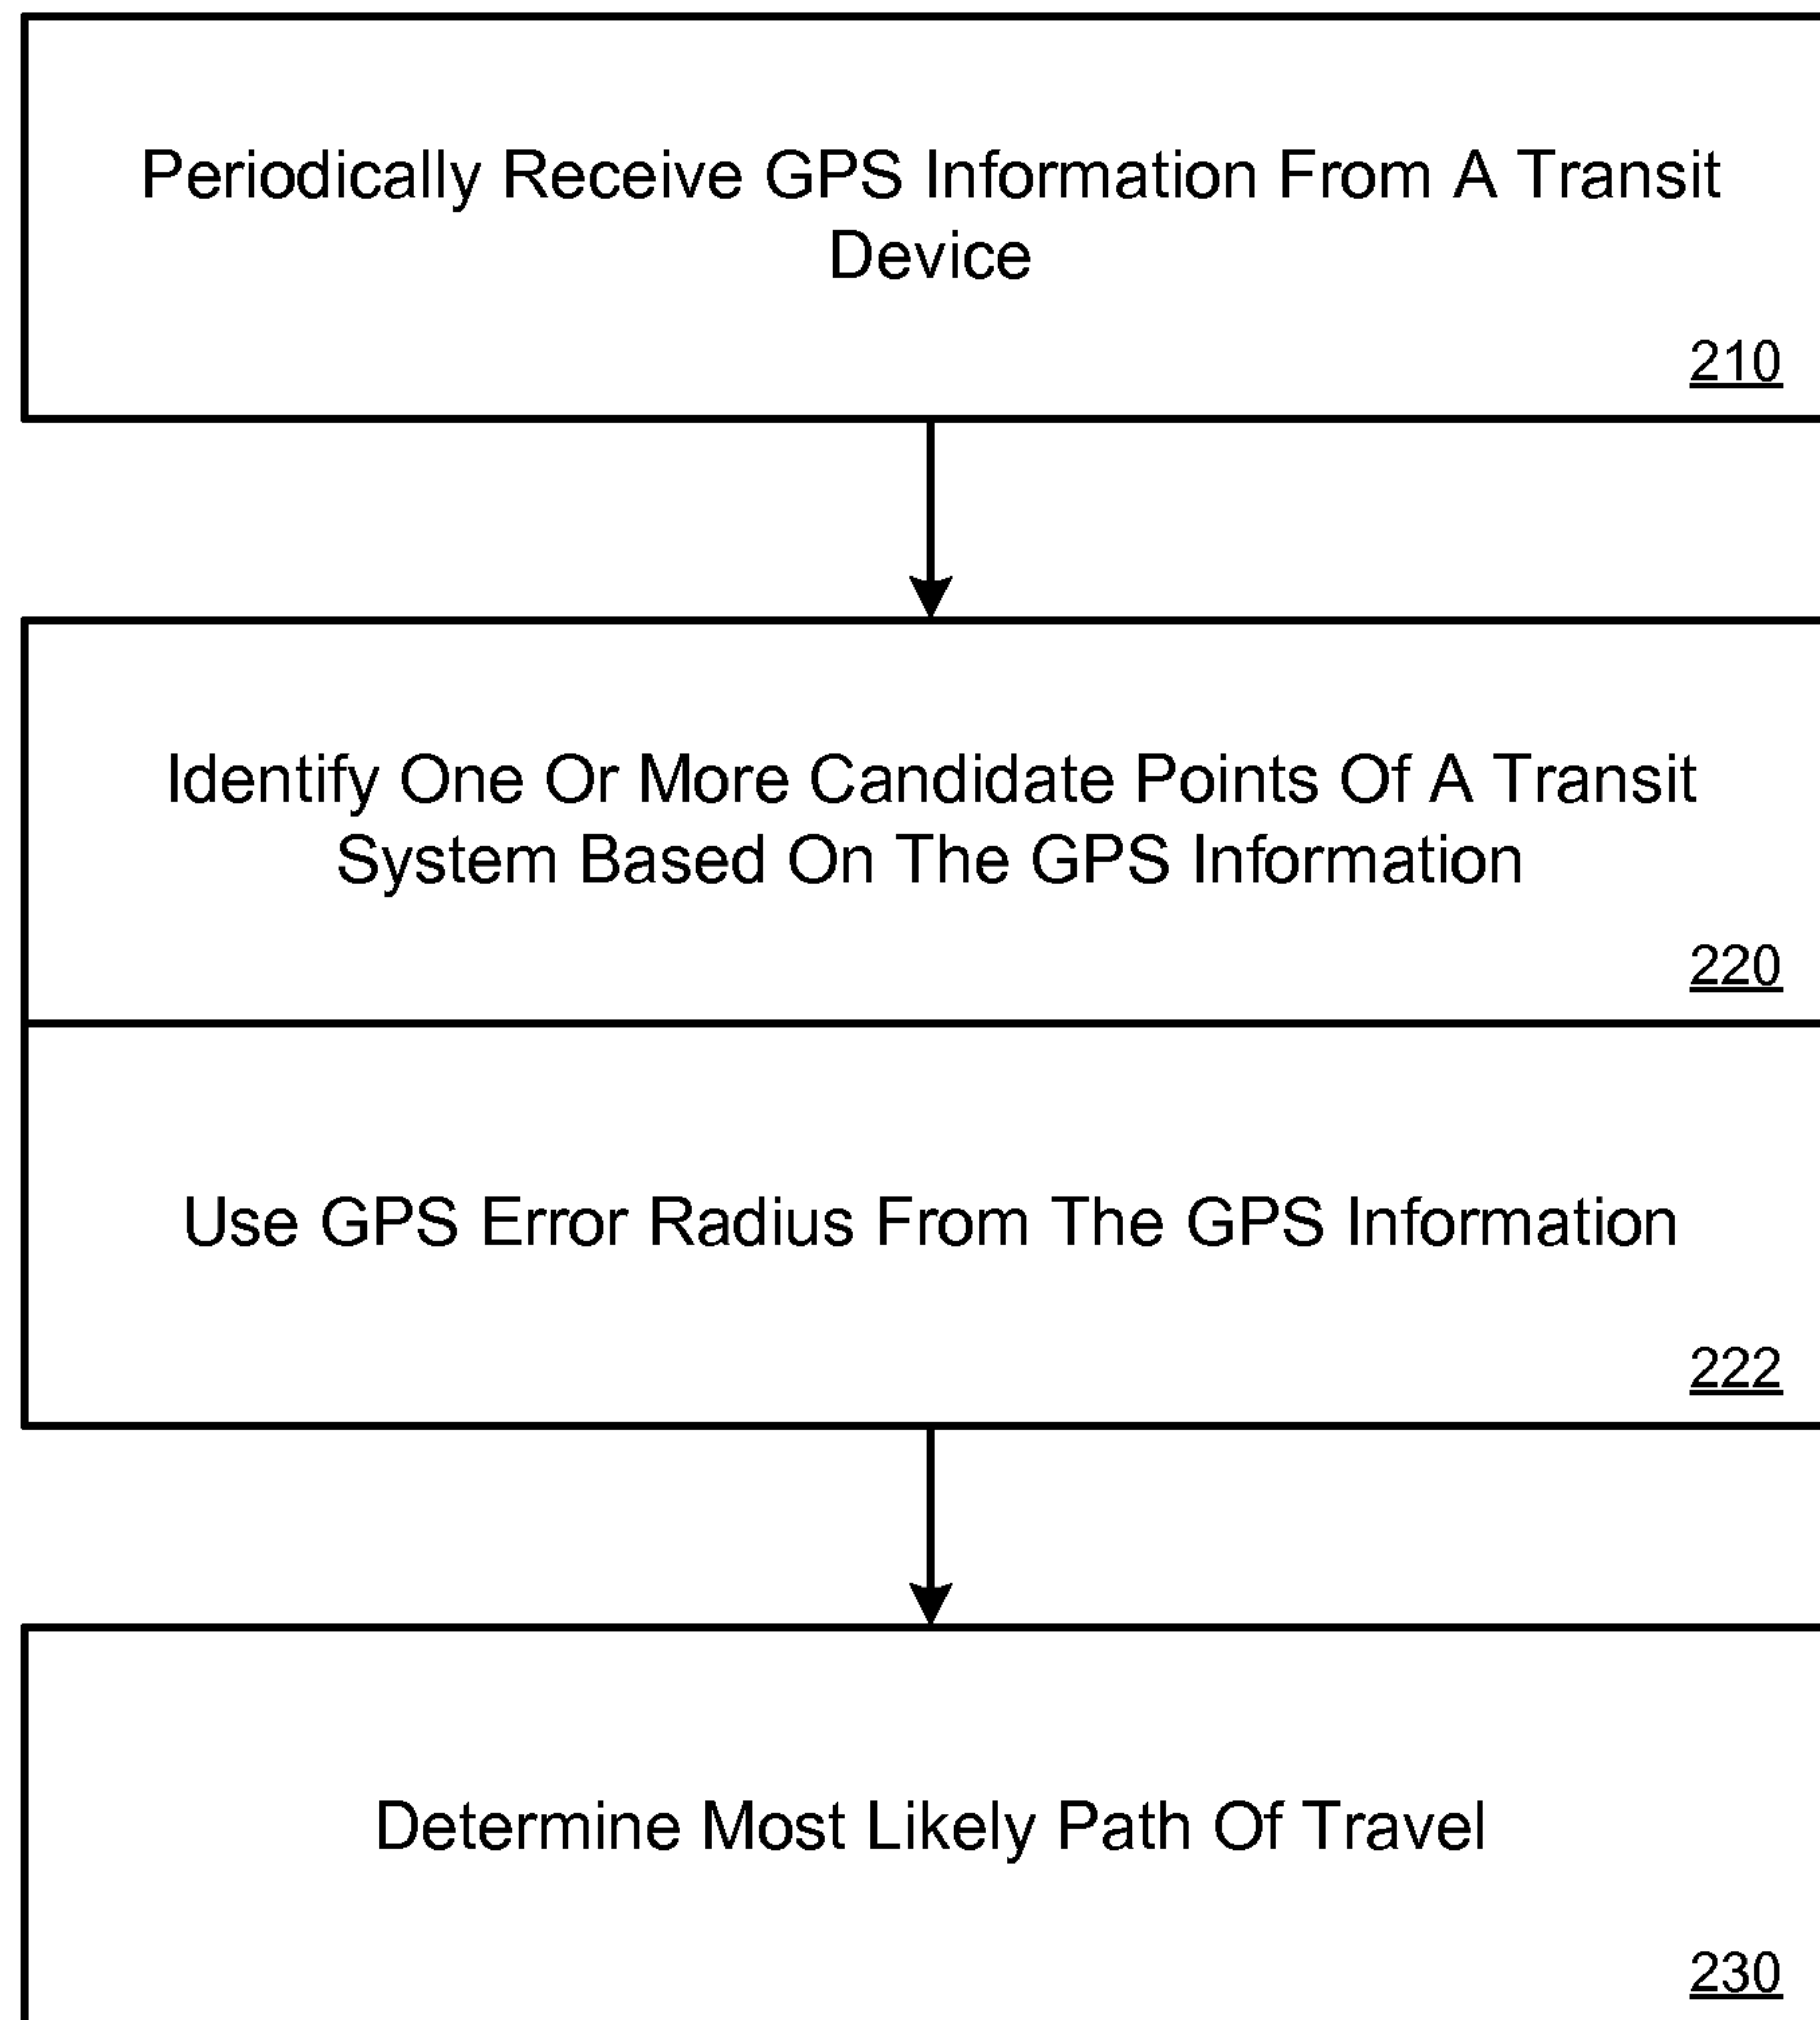 Periodically Receive GPS Information From A Transit
Device
210
Identify One Or More Candidate Points Of A Transit
System Based On The GPS Information
220
Use GPS Error Radius From The GPS Information
222
Determine Most Likely Path Of Travel
230